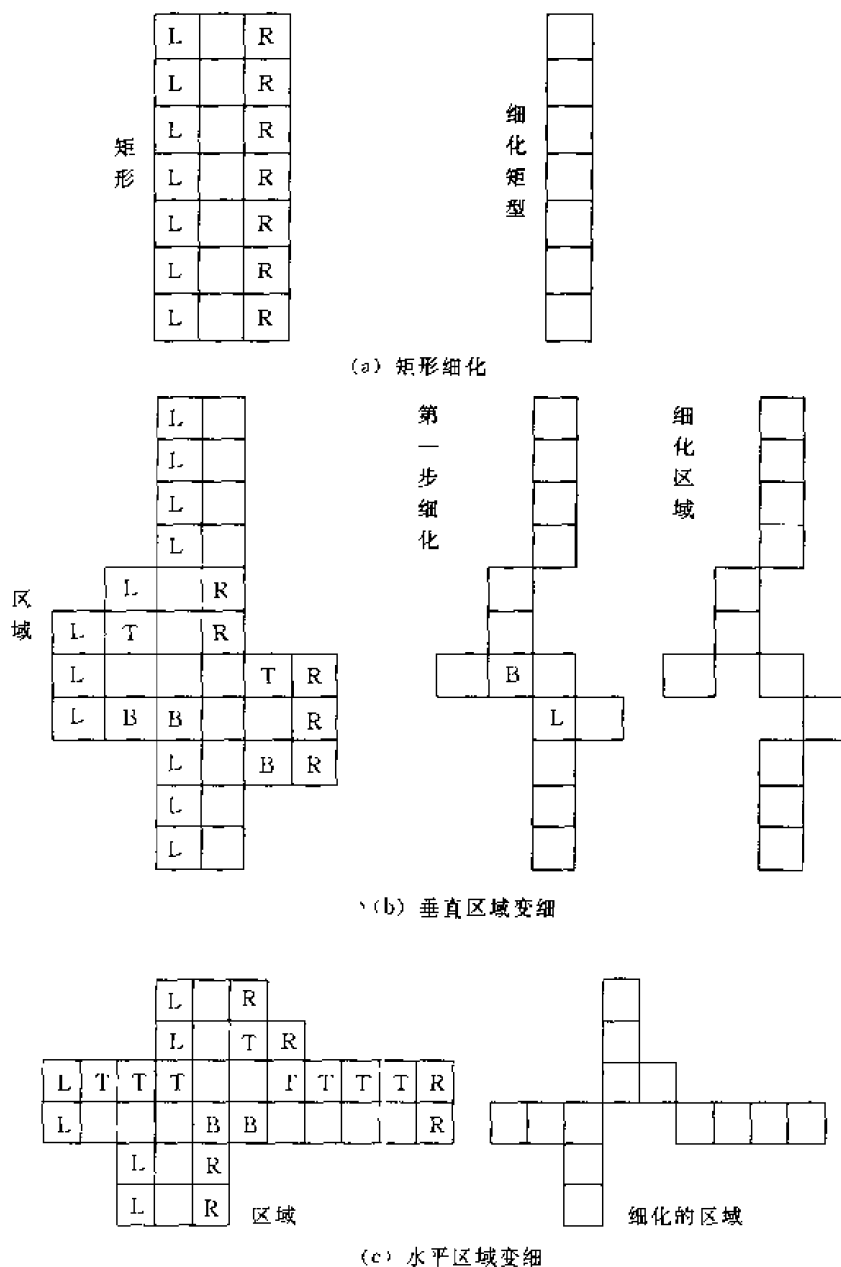 L R
L R
L R
L R
L R
L R
L R
矩形
细化矩型
(a) 矩形细化
L
L
L
L
L R
L T R
L T R
L B B R
L B R
L
L
区域
第一步细化
B
L
细化区域
(b) 垂直区域变细
L R
L T R
L T T T T T T T R
L B B R
L R
L R
区域
细化的区域
(c) 水平区域变细